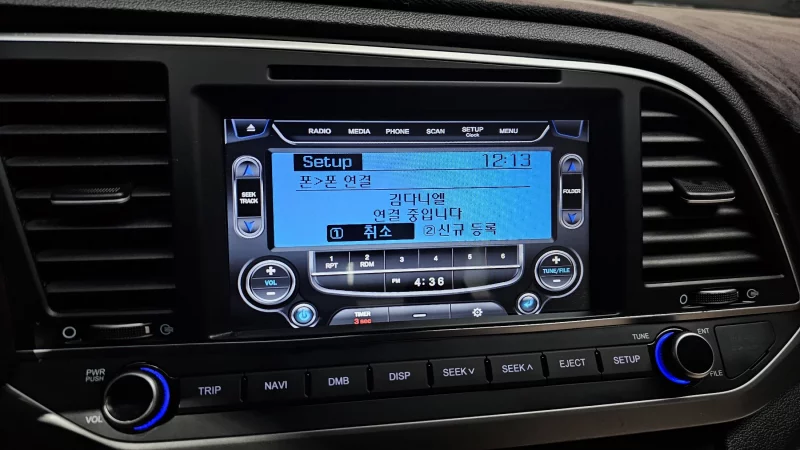 RADIO MEDIA PHONE SCAN SETUP Clock MENU
Setup 12:13
폰>폰 연결
김다니엘
연결 중입니다
① 취소 ②신규 등록
SEEK TRACK
FOLDER
1 RPT 2 RDM 3 4 5 6
PM 4:36
+ VOL −
+ TUNE/FILE −
TIMER 3 sec
PWR PUSH
VOL
TRIP NAVI DMB DISP SEEK∨ SEEK∧ EJECT SETUP
TUNE ENT
FILE